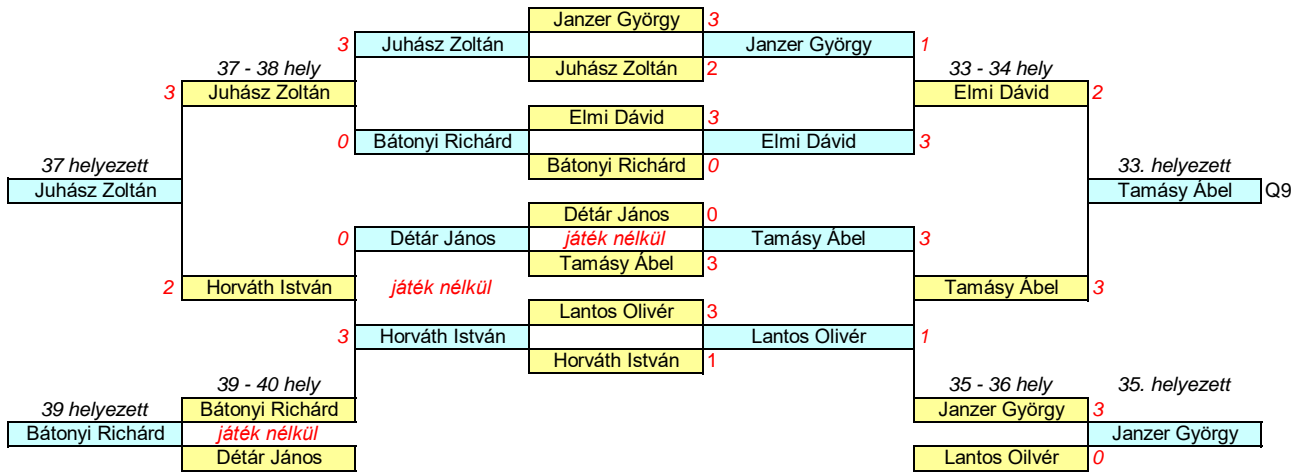 Janzer György 3
3 Juhász Zoltán Janzer György 1
37 - 38 hely Juhász Zoltán 2 33 - 34 hely
3 Juhász Zoltán Elmi Dávid 2
Elmi Dávid 3
0 Bátonyi Richárd Elmi Dávid 3
37 helyezett Bátonyi Richárd 0 33. helyezett
Juhász Zoltán Tamásy Ábel Q9
Détár János 0
0 Détár János játék nélkül Tamásy Ábel 3
Tamásy Ábel 3
2 Horváth István játék nélkül Tamásy Ábel 3
Lantos Olivér 3
3 Horváth István Lantos Olivér 1
Horváth István 1
39 - 40 hely 35 - 36 hely 35. helyezett
39 helyezett Bátonyi Richárd Janzer György 3
Bátonyi Richárd játék nélkül Janzer György
Détár János Lantos Oilvér 0